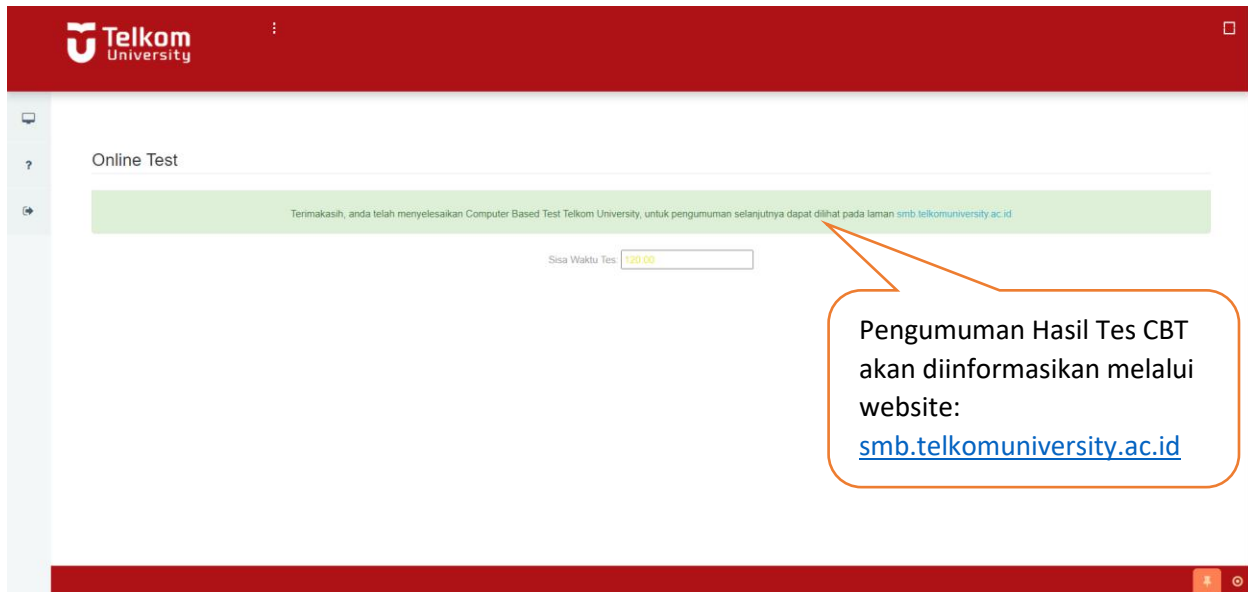 Telkom
University
Online Test
Terimakasih, anda telah menyelesaikan Computer Based Test Telkom University, untuk pengumuman selanjutnya dapat dilihat pada laman smb.telkomuniversity.ac.id
Sisa Waktu Tes: 120:00
Pengumuman Hasil Tes CBT
akan diinformasikan melalui
website:
smb.telkomuniversity.ac.id